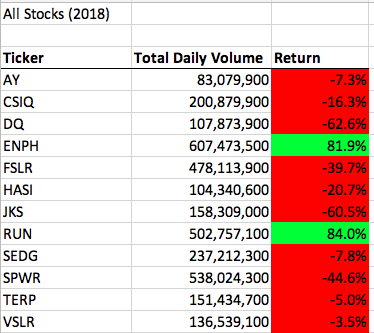 All Stocks (2018)
Ticker Total Daily Volume Return
AY 83,079,900 -7.3%
CSIQ 200,879,900 -16.3%
DQ 107,873,900 -62.6%
ENPH 607,473,500 81.9%
FSLR 478,113,900 -39.7%
HASI 104,340,600 -20.7%
JKS 158,309,000 -60.5%
RUN 502,757,100 84.0%
SEDG 237,212,300 -7.8%
SPWR 538,024,300 -44.6%
TERP 151,434,700 -5.0%
VSLR 136,539,100 -3.5%